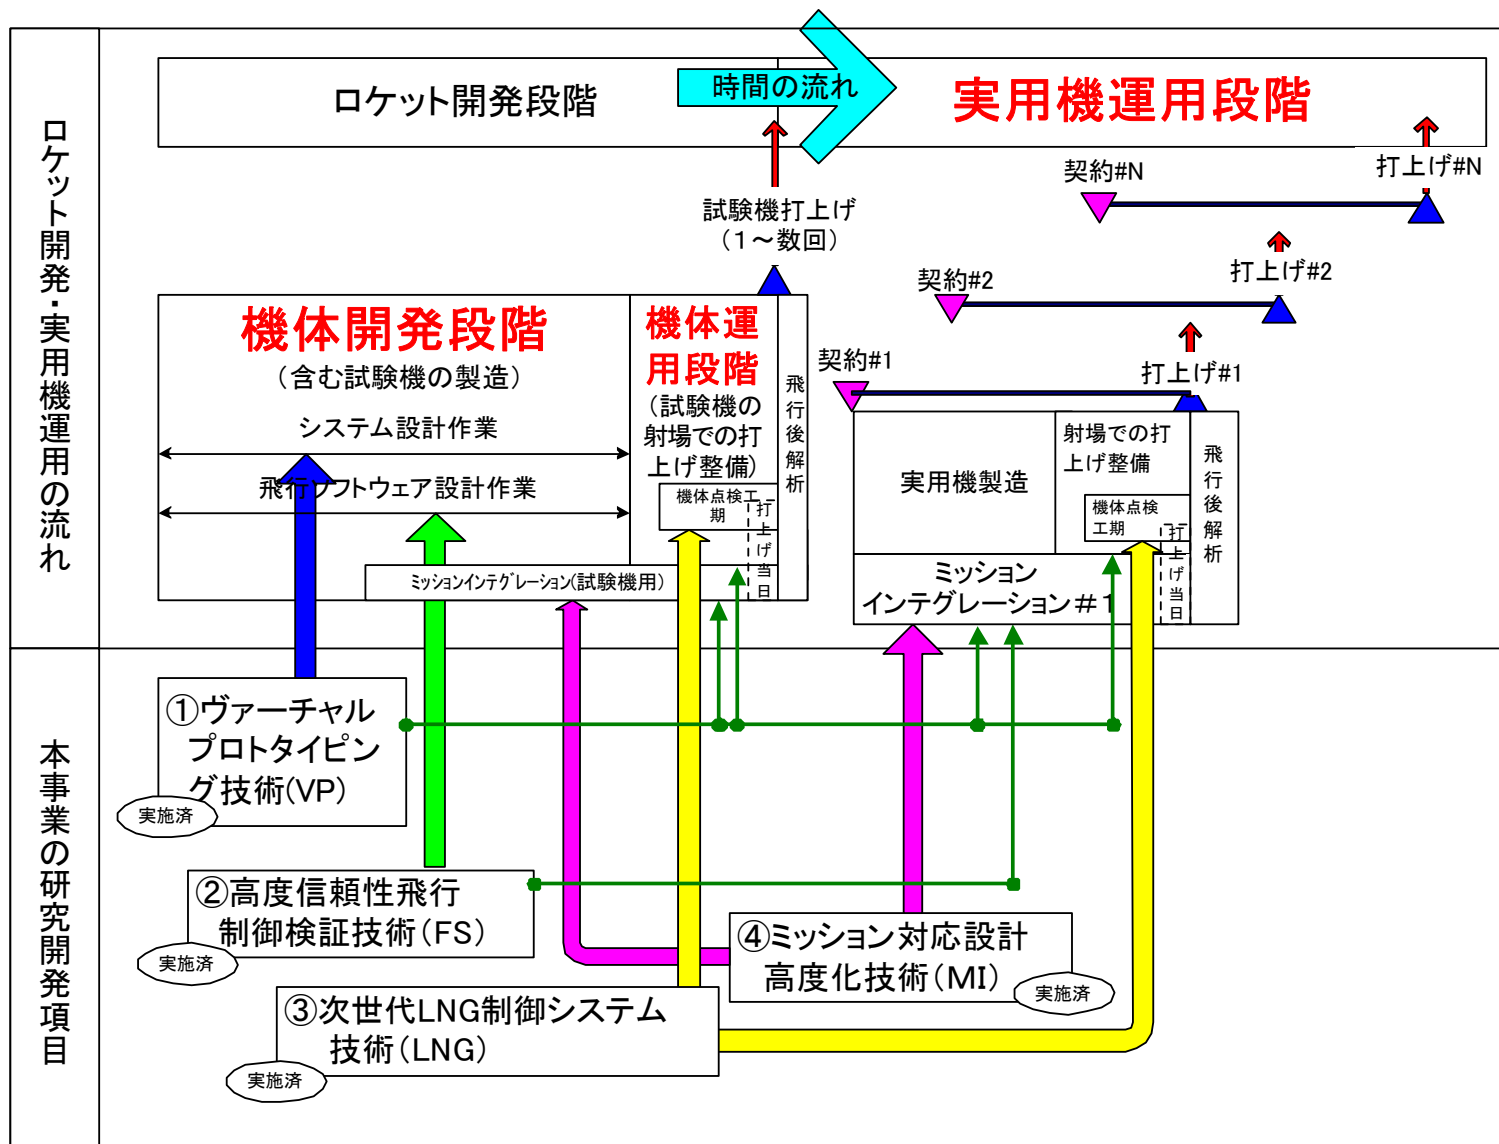 ロケット開発・実用機運用の流れ
ロケット開発段階
時間の流れ
実用機運用段階
試験機打上げ
(1～数回)
契約#N
打上げ#N
契約#2
打上げ#2
契約#1
打上げ#1
機体開発段階
(含む試験機の製造)
システム設計作業
飛行ソフトウェア設計作業
機体運
用段階
(試験機の
射場での打
上げ整備)
機体点検工
期
打上げ当日
飛行後解析
ミッションインテグレーション(試験機用)
実用機製造
射場での打
上げ整備
機体点検
工期
打上げ当日
飛行後解析
ミッション
インテグレーション#1
本事業の研究開発項目
①ヴァーチャル
プロトタイピン
グ技術(VP)
実施済
②高度信頼性飛行
制御検証技術(FS)
実施済
③次世代LNG制御システム
技術(LNG)
実施済
④ミッション対応設計
高度化技術(MI)
実施済